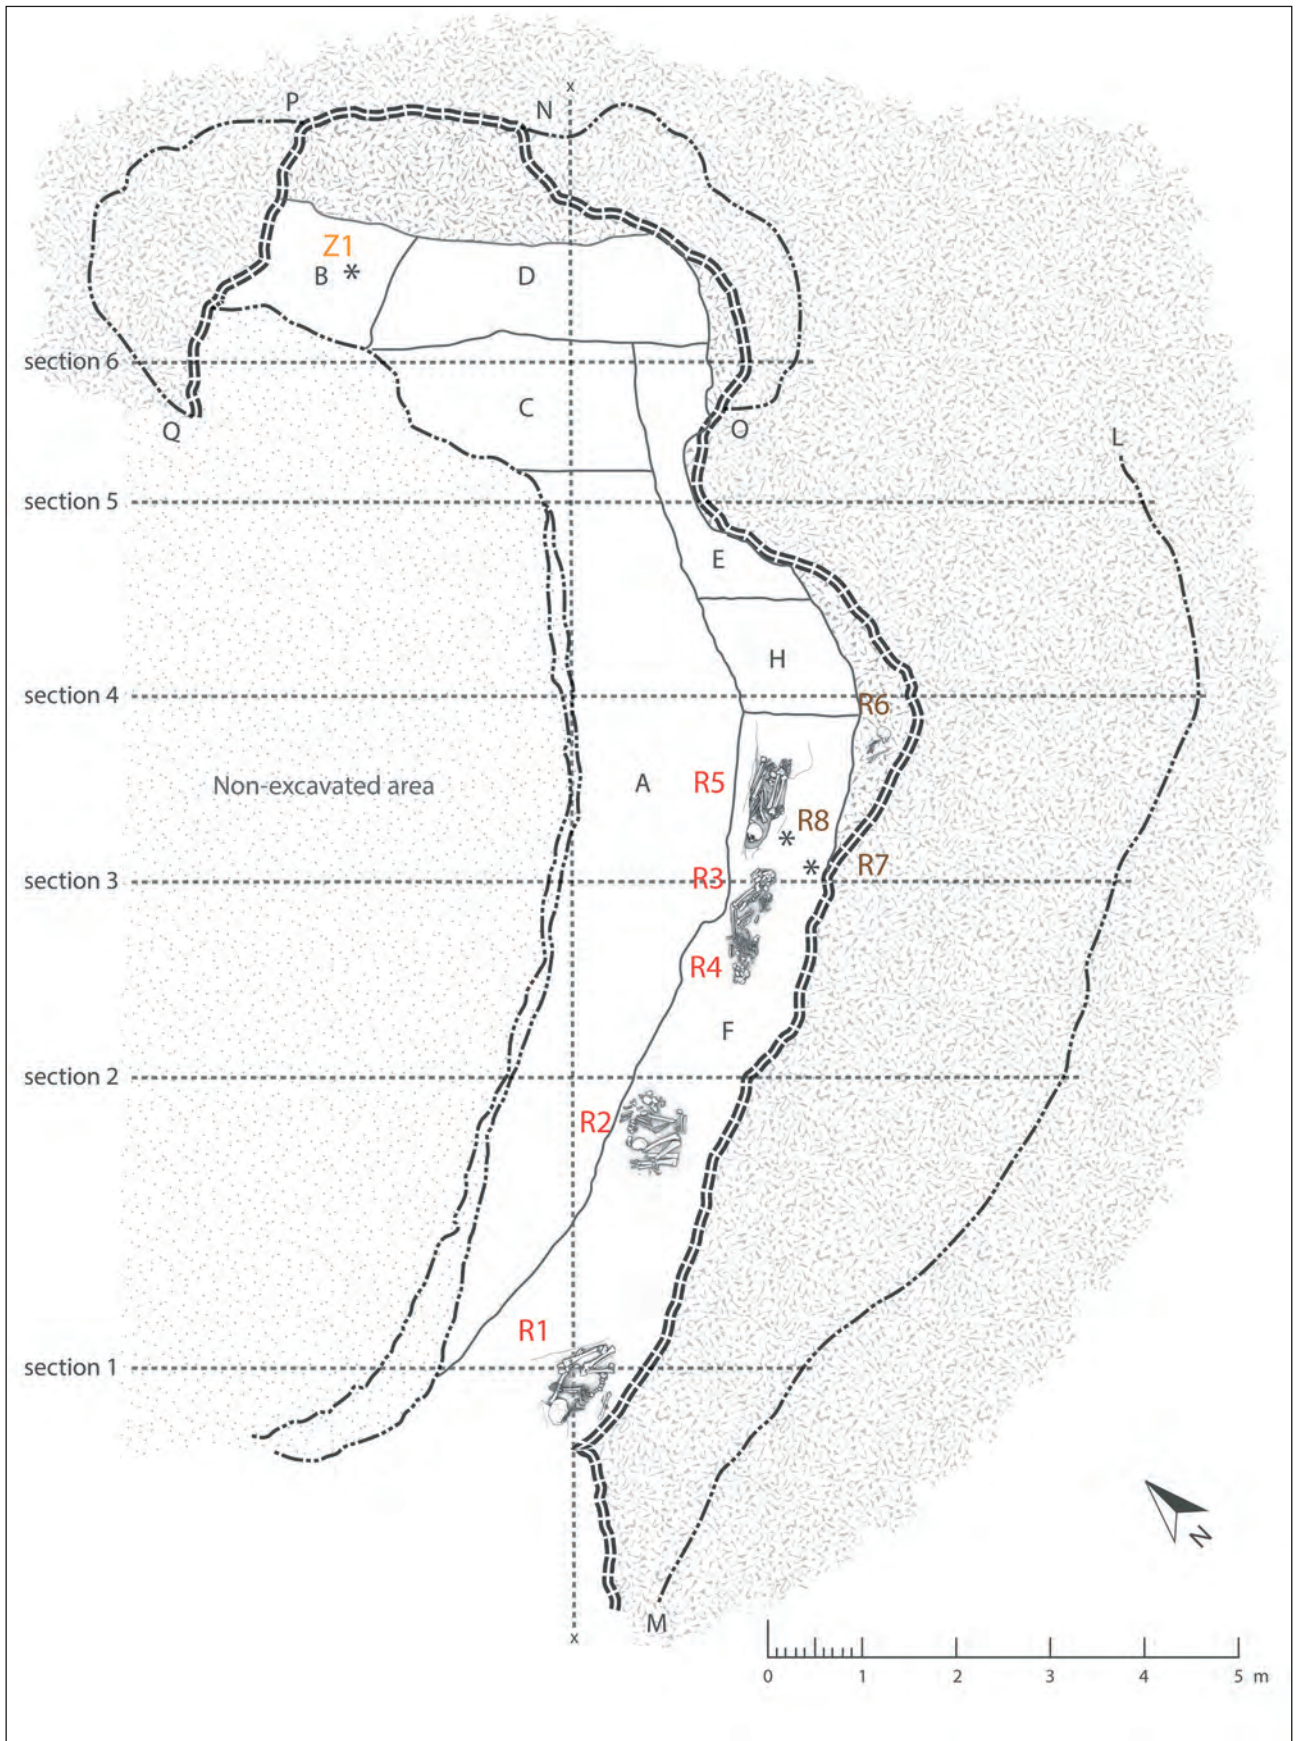 x
P
N
Z1
B *
D
section 6
C
Q
O
L
section 5
E
H
section 4
R6
Non-excavated area
A
R5
R8
*
* R7
section 3
R3
R4
F
section 2
R2
R1
section 1
N
M
x
0 1 2 3 4 5 m